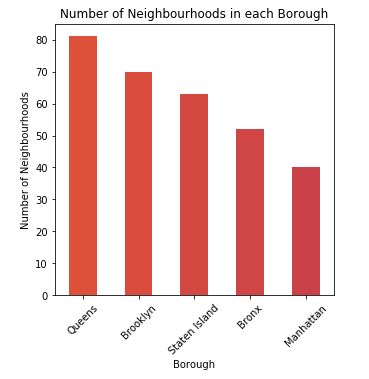 Number of Neighbourhoods in each Borough
Number of Neighbourhoods
80
70
60
50
40
30
20
10
0
Queens
Brooklyn
Staten Island
Bronx
Manhattan
Borough